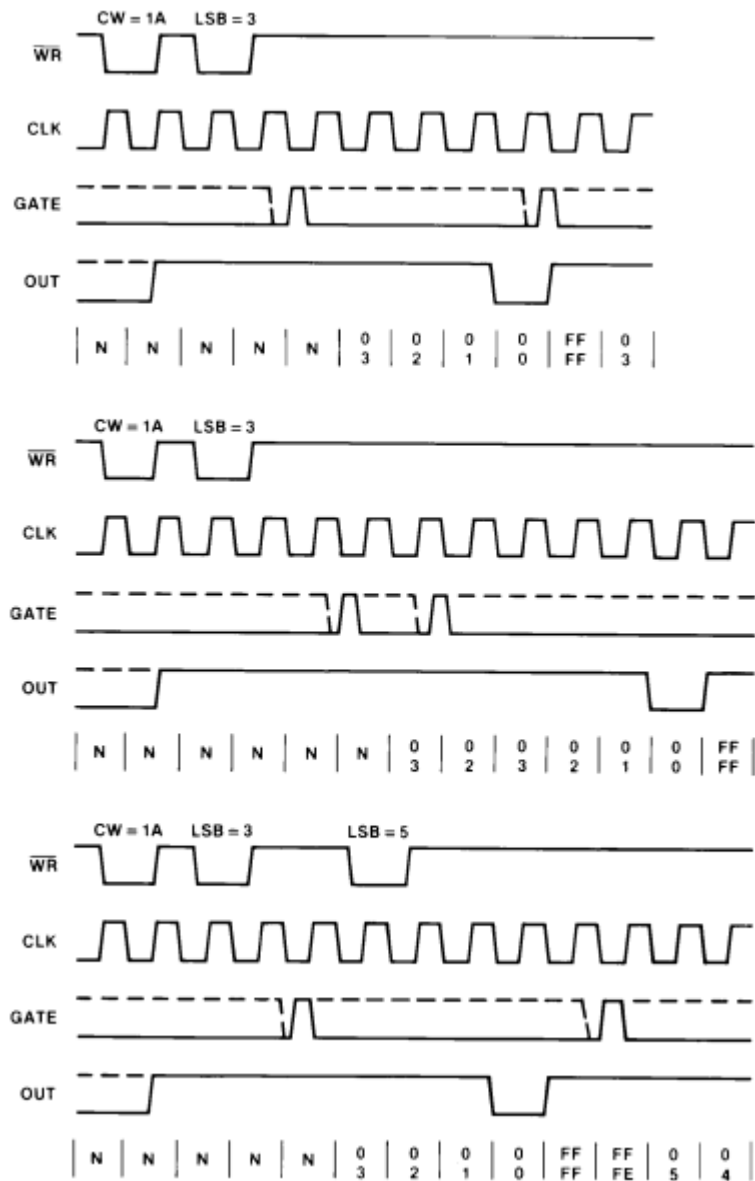 CW = 1A LSB = 3
WR
CLK
GATE
OUT
N N N N N 0 0 0 0 FF 0
3 2 1 0 FF 3
CW = 1A LSB = 3
WR
CLK
GATE
OUT
N N N N N N 0 0 0 0 0 0 FF
3 2 3 2 1 0 FF
CW = 1A LSB = 3 LSB = 5
WR
CLK
GATE
OUT
N N N N N 0 0 0 0 FF FF 0 0
3 2 1 0 FF FE 5 4